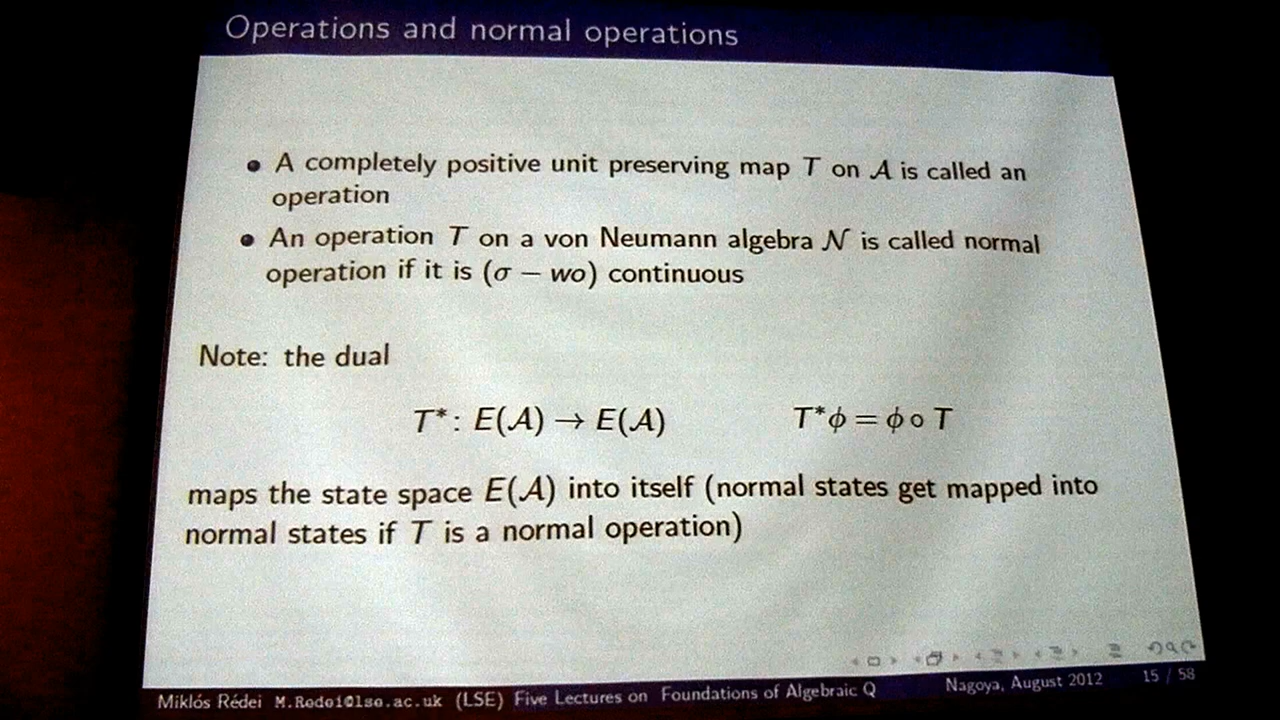 Operations and normal operations
• A completely positive unit preserving map T on 𝒜 is called an
operation
• An operation T on a von Neumann algebra 𝒩 is called normal
operation if it is (σ − wo) continuous
Note: the dual
T*: E(𝒜) → E(𝒜) T*ϕ = ϕ ∘ T
maps the state space E(𝒜) into itself (normal states get mapped into
normal states if T is a normal operation)
Miklós Rédei M.Redei@lse.ac.uk (LSE) Five Lectures on Foundations of Algebraic Q Nagoya, August 2012 15 / 58